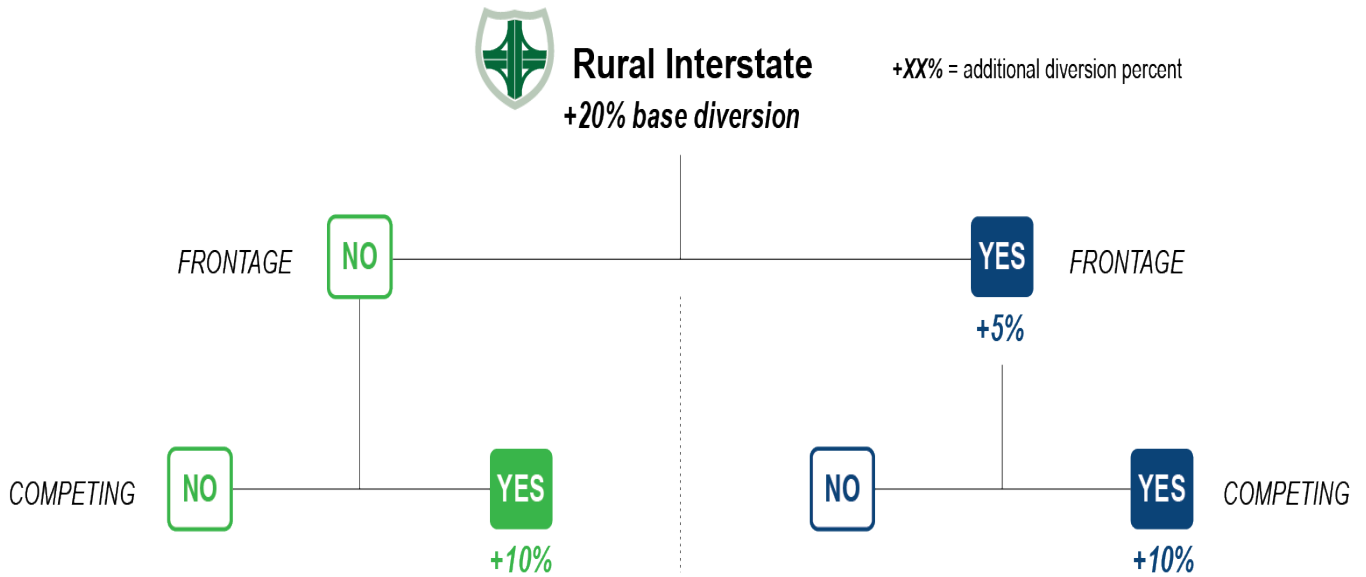 Rural Interstate
+XX% = additional diversion percent
+20% base diversion
FRONTAGE NO YES FRONTAGE
+5%
COMPETING NO YES NO YES COMPETING
+10% +10%